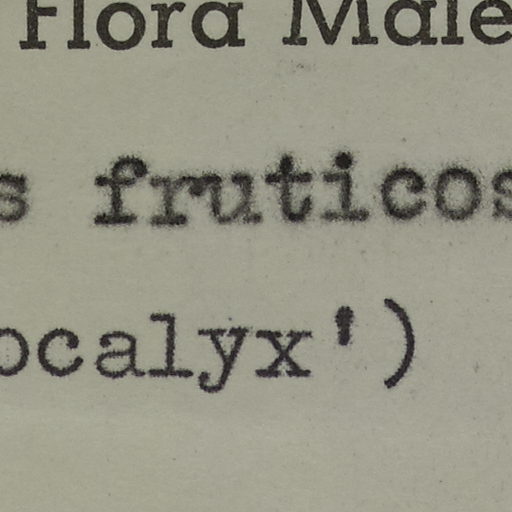 Flora Male
s fruticos
ocalyx')